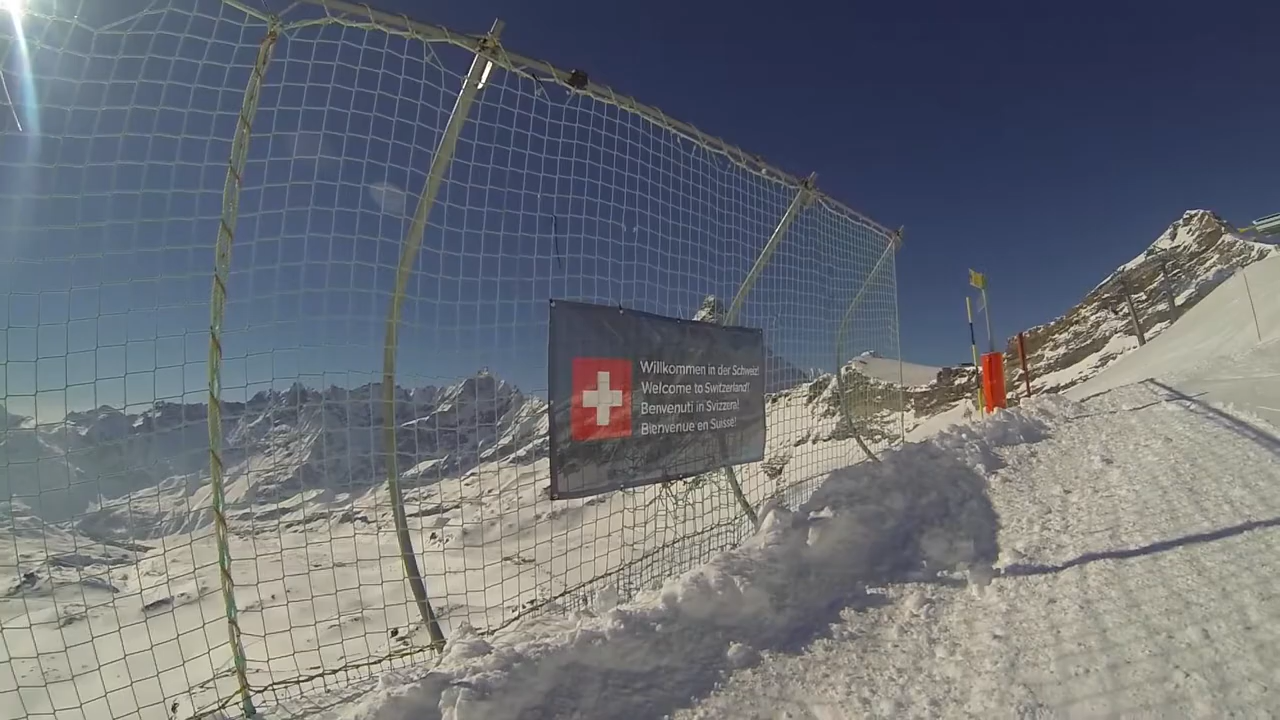 Willkommen in der Schweiz!
Welcome to Switzerland!
Benvenuti in Svizzera!
Bienvenue en Suisse!